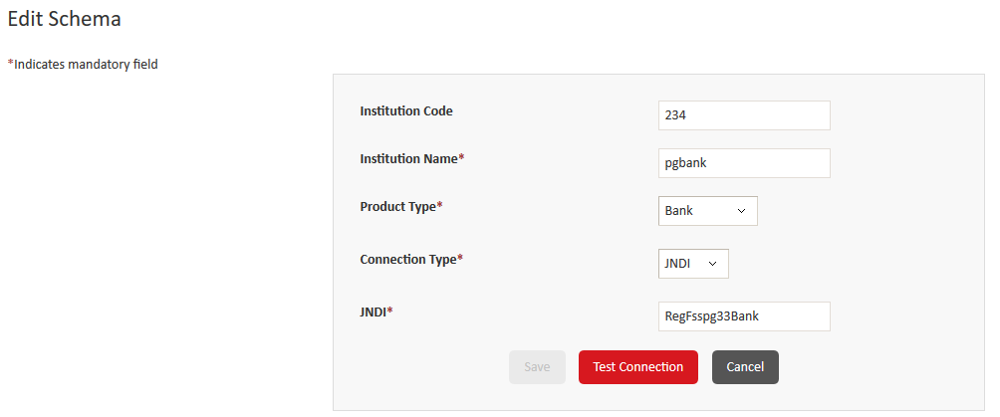 Edit Schema
*Indicates mandatory field
Institution Code 234
Institution Name* pgbank
Product Type* Bank
Connection Type* JNDI
JNDI* RegFsspg33Bank
Save Test Connection Cancel